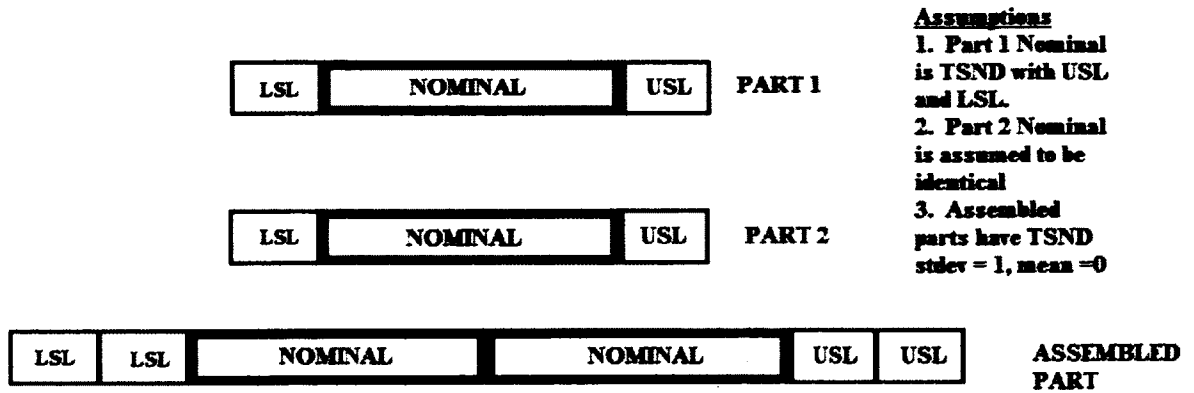 Assumptions
1. Part 1 Nominal
is TSND with USL
and LSL.
2. Part 2 Nominal
is assumed to be
identical
3. Assembled
parts have TSND
stdev = 1, mean =0
LSL NOMINAL USL PART 1
LSL NOMINAL USL PART 2
LSL LSL NOMINAL NOMINAL USL USL ASSEMBLED
PART